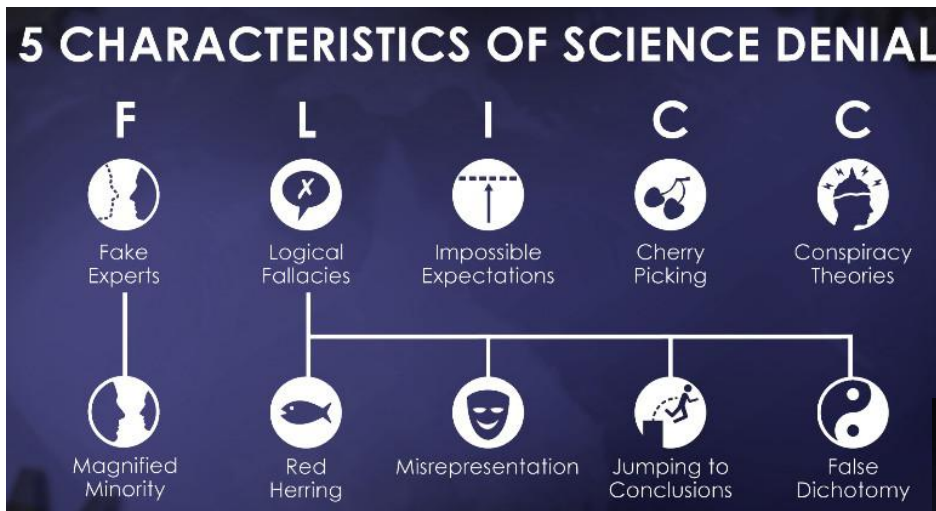 5 CHARACTERISTICS OF SCIENCE DENIAL
F L I C C
Fake Experts
Logical Fallacies
Impossible Expectations
Cherry Picking
Conspiracy Theories
X
Magnified Minority
Red Herring
Misrepresentation
Jumping to Conclusions
False Dichotomy